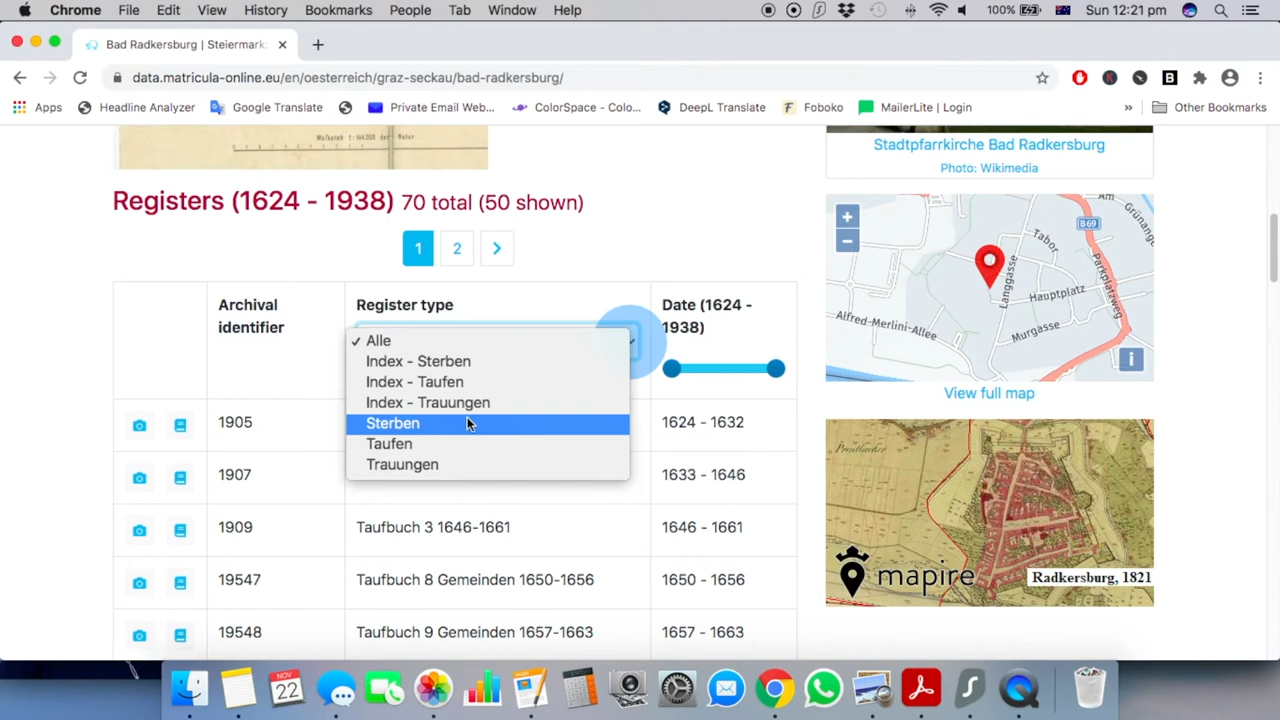 Chrome File Edit View History Bookmarks People Tab Window Help 100% Sun 12:21 pm
Bad Radkersburg | Steiermark:
data.matricula-online.eu/en/oesterreich/graz-seckau/bad-radkersburg/
Apps Headline Analyzer Google Translate Private Email Web... ColorSpace - Colo... DeepL Translate Foboko MailerLite | Login » Other Bookmarks
Registers (1624 - 1938) 70 total (50 shown)
1 2
Archival identifier
Register type
Date (1624 - 1938)
Alle
Index - Sterben
Index - Taufen
Index - Trauungen
Sterben
Taufen
Trauungen
1905 1624 - 1632
1907 1633 - 1646
1909 Taufbuch 3 1646-1661 1646 - 1661
19547 Taufbuch 8 Gemeinden 1650-1656 1650 - 1656
19548 Taufbuch 9 Gemeinden 1657-1663 1657 - 1663
Stadtpfarrkirche Bad Radkersburg
Photo: Wikimedia
+
−
Am
Grünang
B69
Tabor
Langgasse
Parkplatzweg
Hauptplatz
Alfred-Merlini-Allee
Murgasse
i
View full map
mapire
Radkersburg, 1821
NOV
22